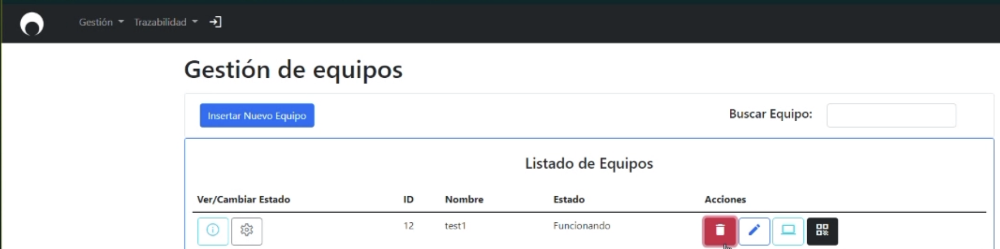 Gestión Trazabilidad
Gestión de equipos
Insertar Nuevo Equipo Buscar Equipo:
Listado de Equipos
Ver/Cambiar Estado ID Nombre Estado Acciones
12 test1 Funcionando